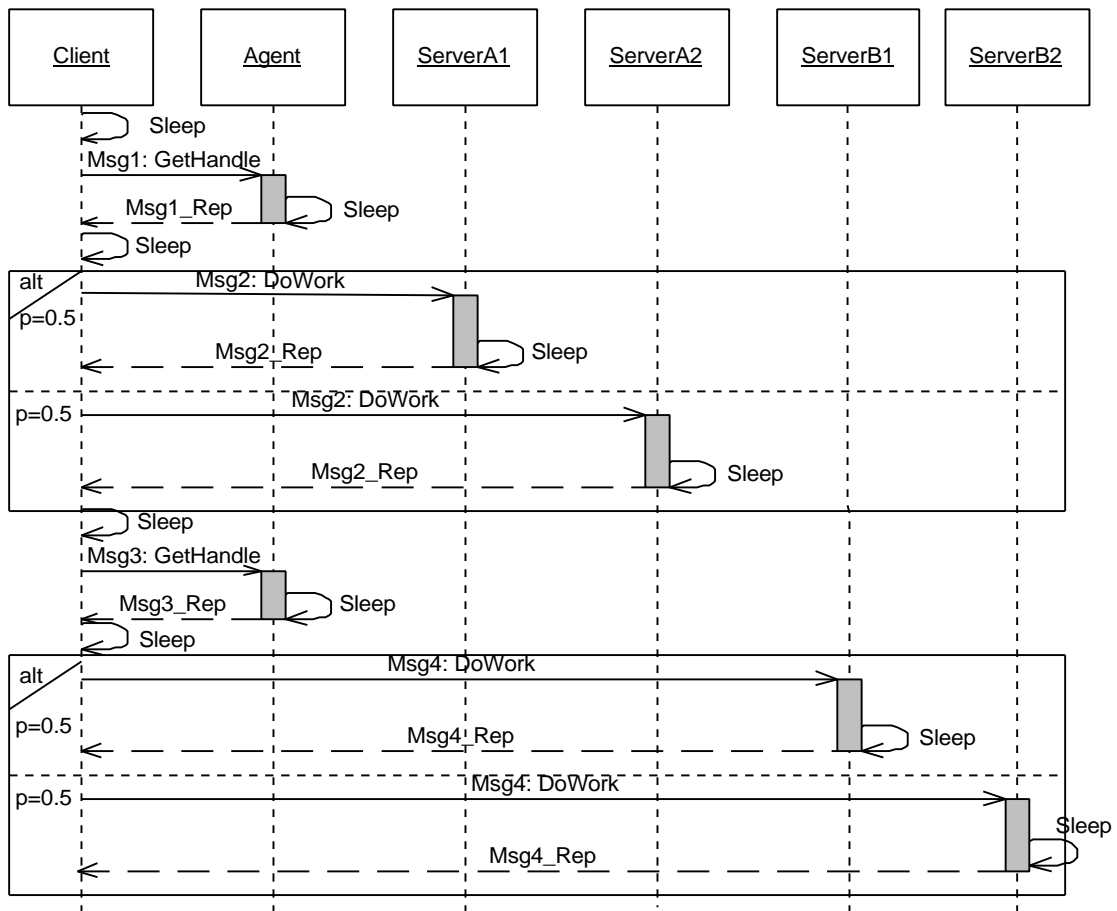 Client
Agent
ServerA1
ServerA2
ServerB1
ServerB2
Sleep
Msg1: GetHandle
Msg1_Rep
Sleep
Sleep
alt
Msg2: DoWork
p=0.5
Msg2_Rep
Sleep
p=0.5
Msg2: DoWork
Msg2_Rep
Sleep
Sleep
Msg3: GetHandle
Msg3_Rep
Sleep
Sleep
alt
Msg4: DoWork
p=0.5
Msg4_Rep
Sleep
p=0.5
Msg4: DoWork
Sleep
Msg4_Rep